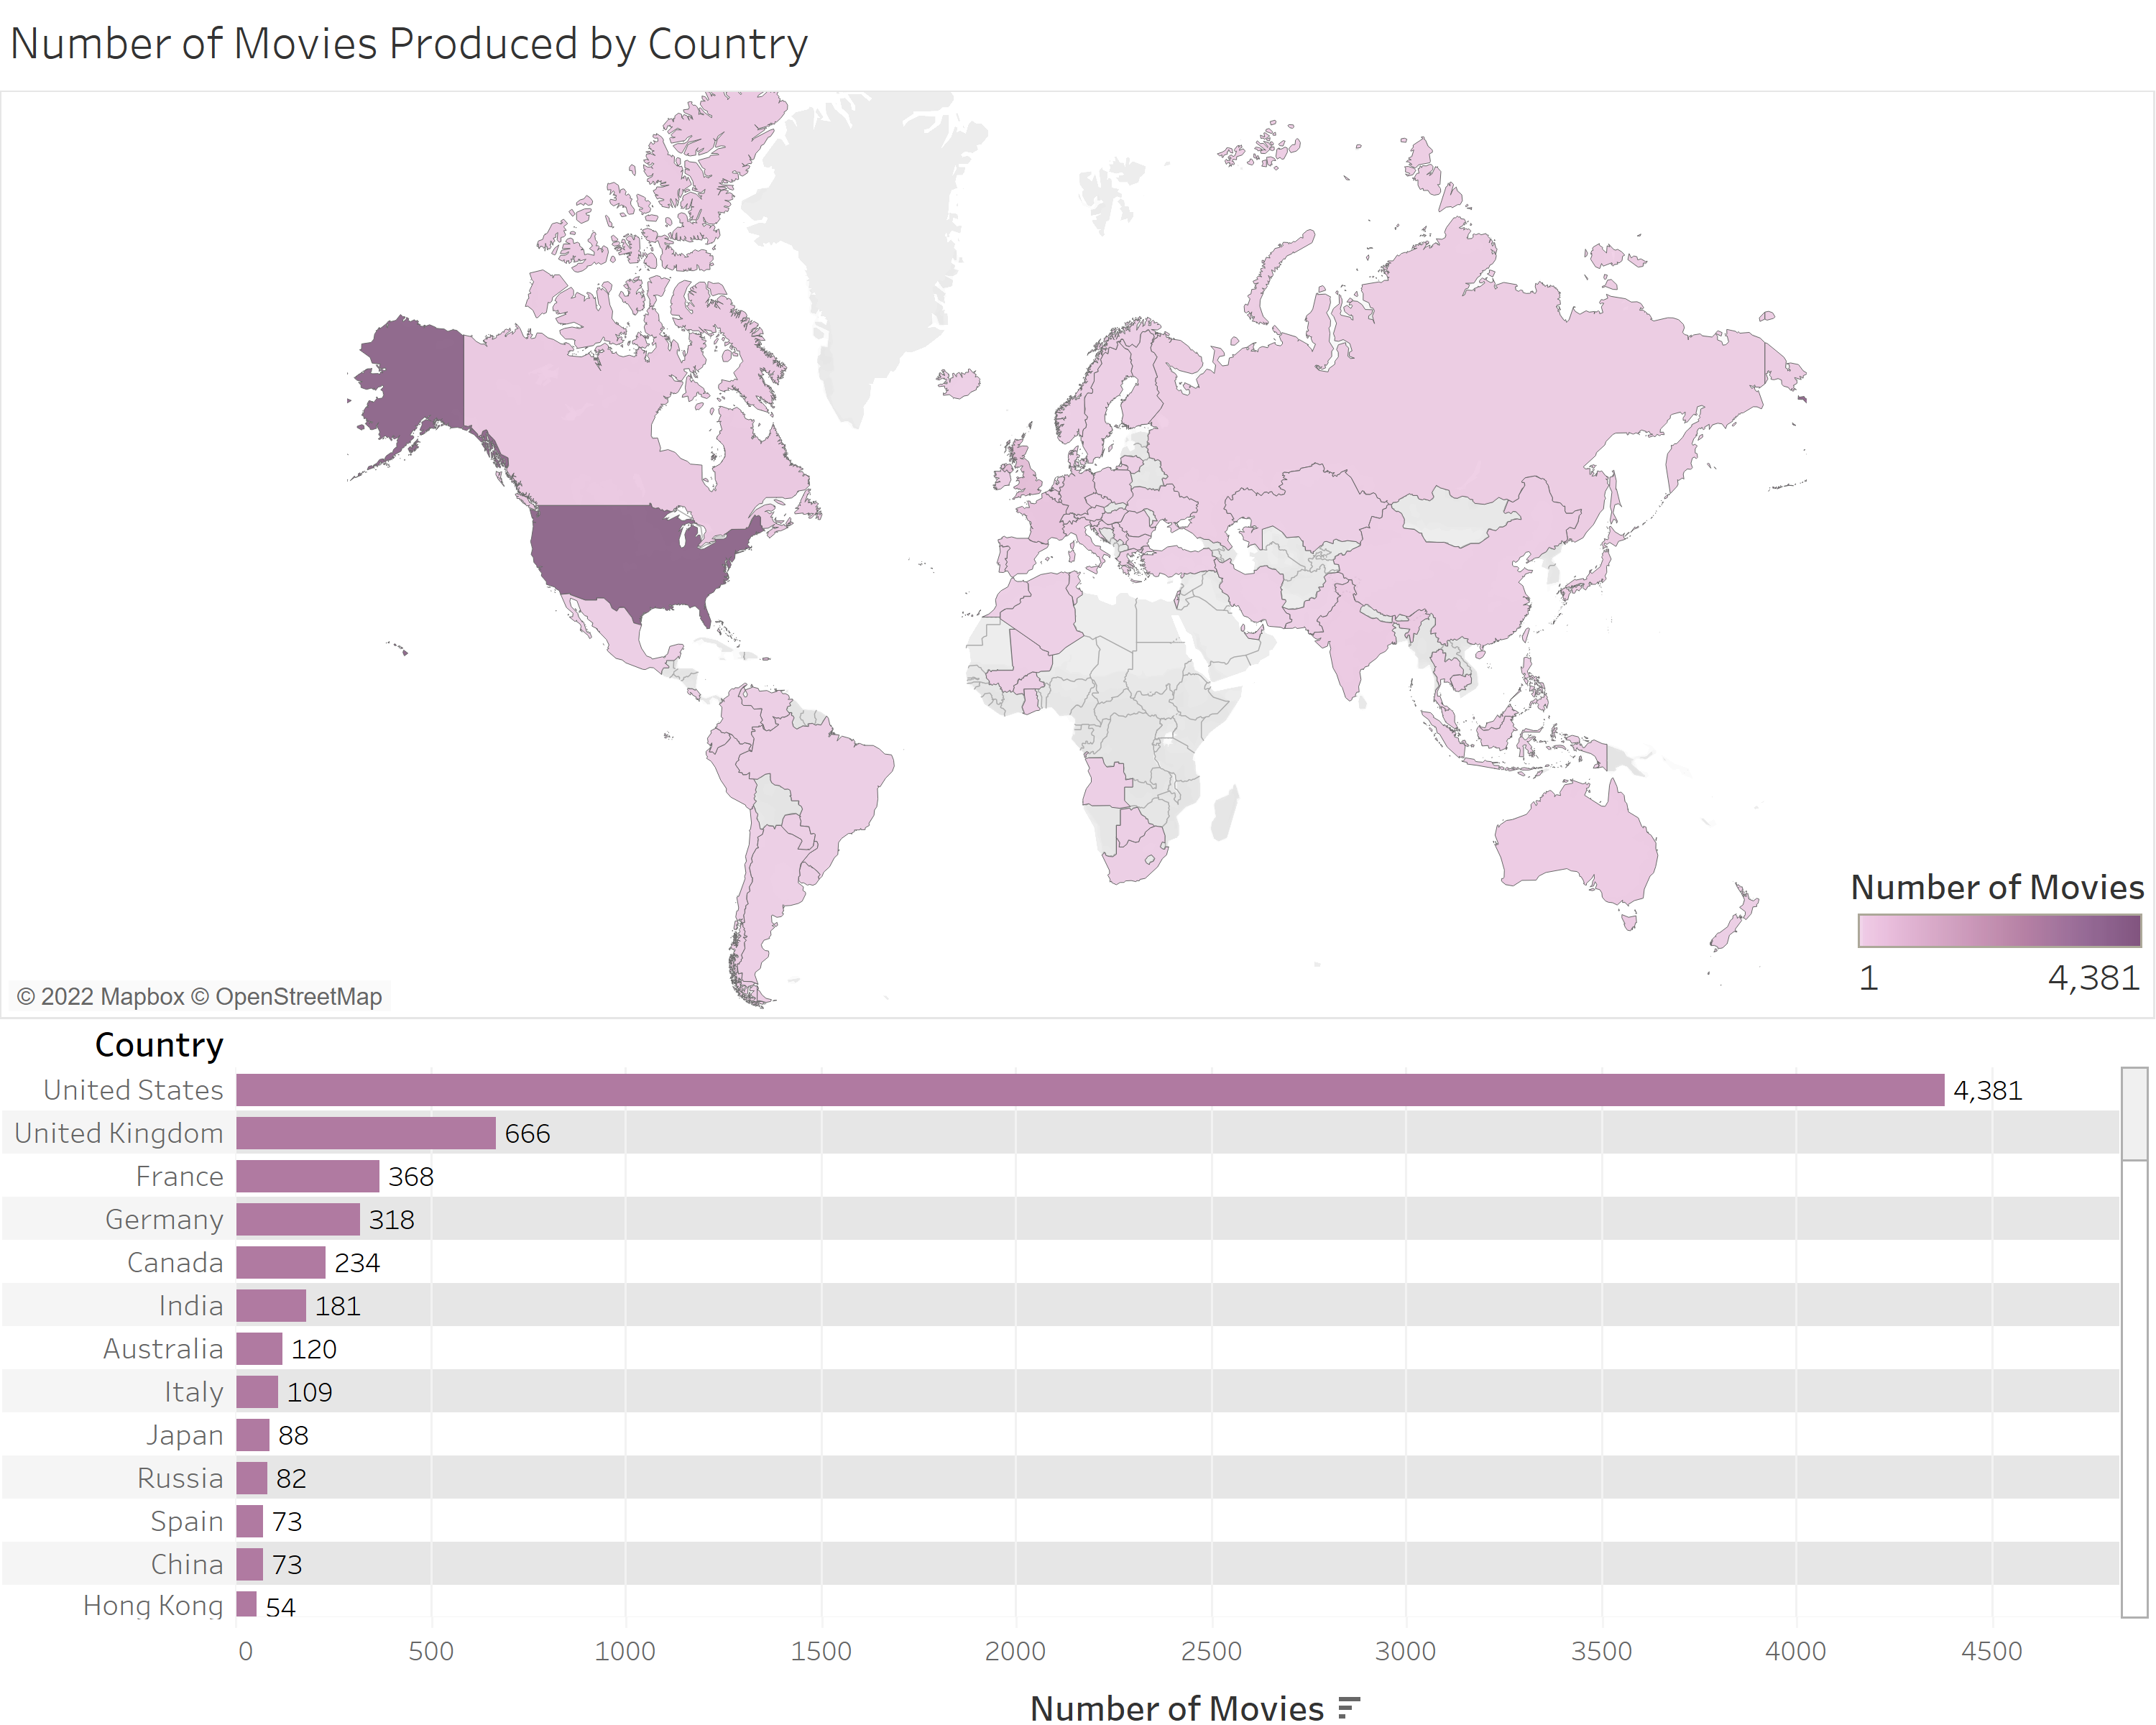 Number of Movies Produced by Country
Number of Movies
1 4,381
© 2022 Mapbox © OpenStreetMap
Country
United States 4,381
United Kingdom 666
France 368
Germany 318
Canada 234
India 181
Australia 120
Italy 109
Japan 88
Russia 82
Spain 73
China 73
Hong Kong 54
0 500 1000 1500 2000 2500 3000 3500 4000 4500
Number of Movies